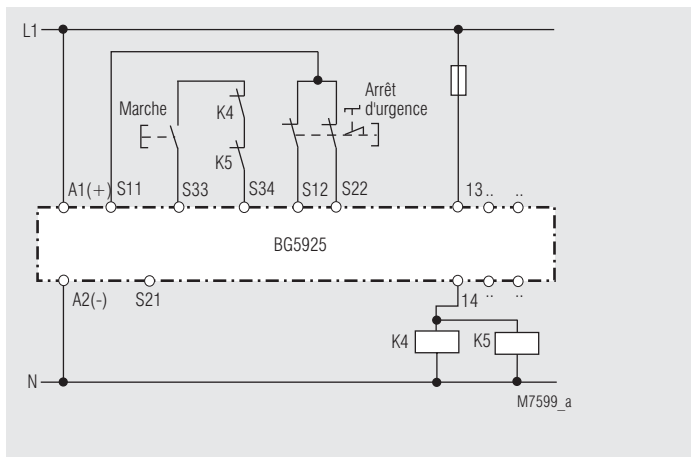 L1
Arrêt
d'urgence
Marche
K4
K5
A1(+) S11 S33 S34 S12 S22 13 .. ..
BG5925
A2(-) S21 14 .. ..
K4 K5
N
M7599_a